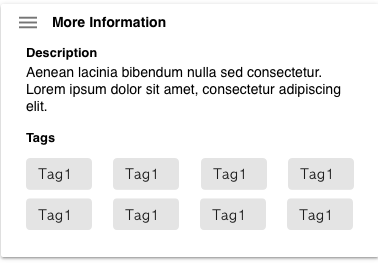 More Information
Description
Aenean lacinia bibendum nulla sed consectetur.
Lorem ipsum dolor sit amet, consectetur adipiscing
elit.
Tags
Tag1 Tag1 Tag1 Tag1
Tag1 Tag1 Tag1 Tag1